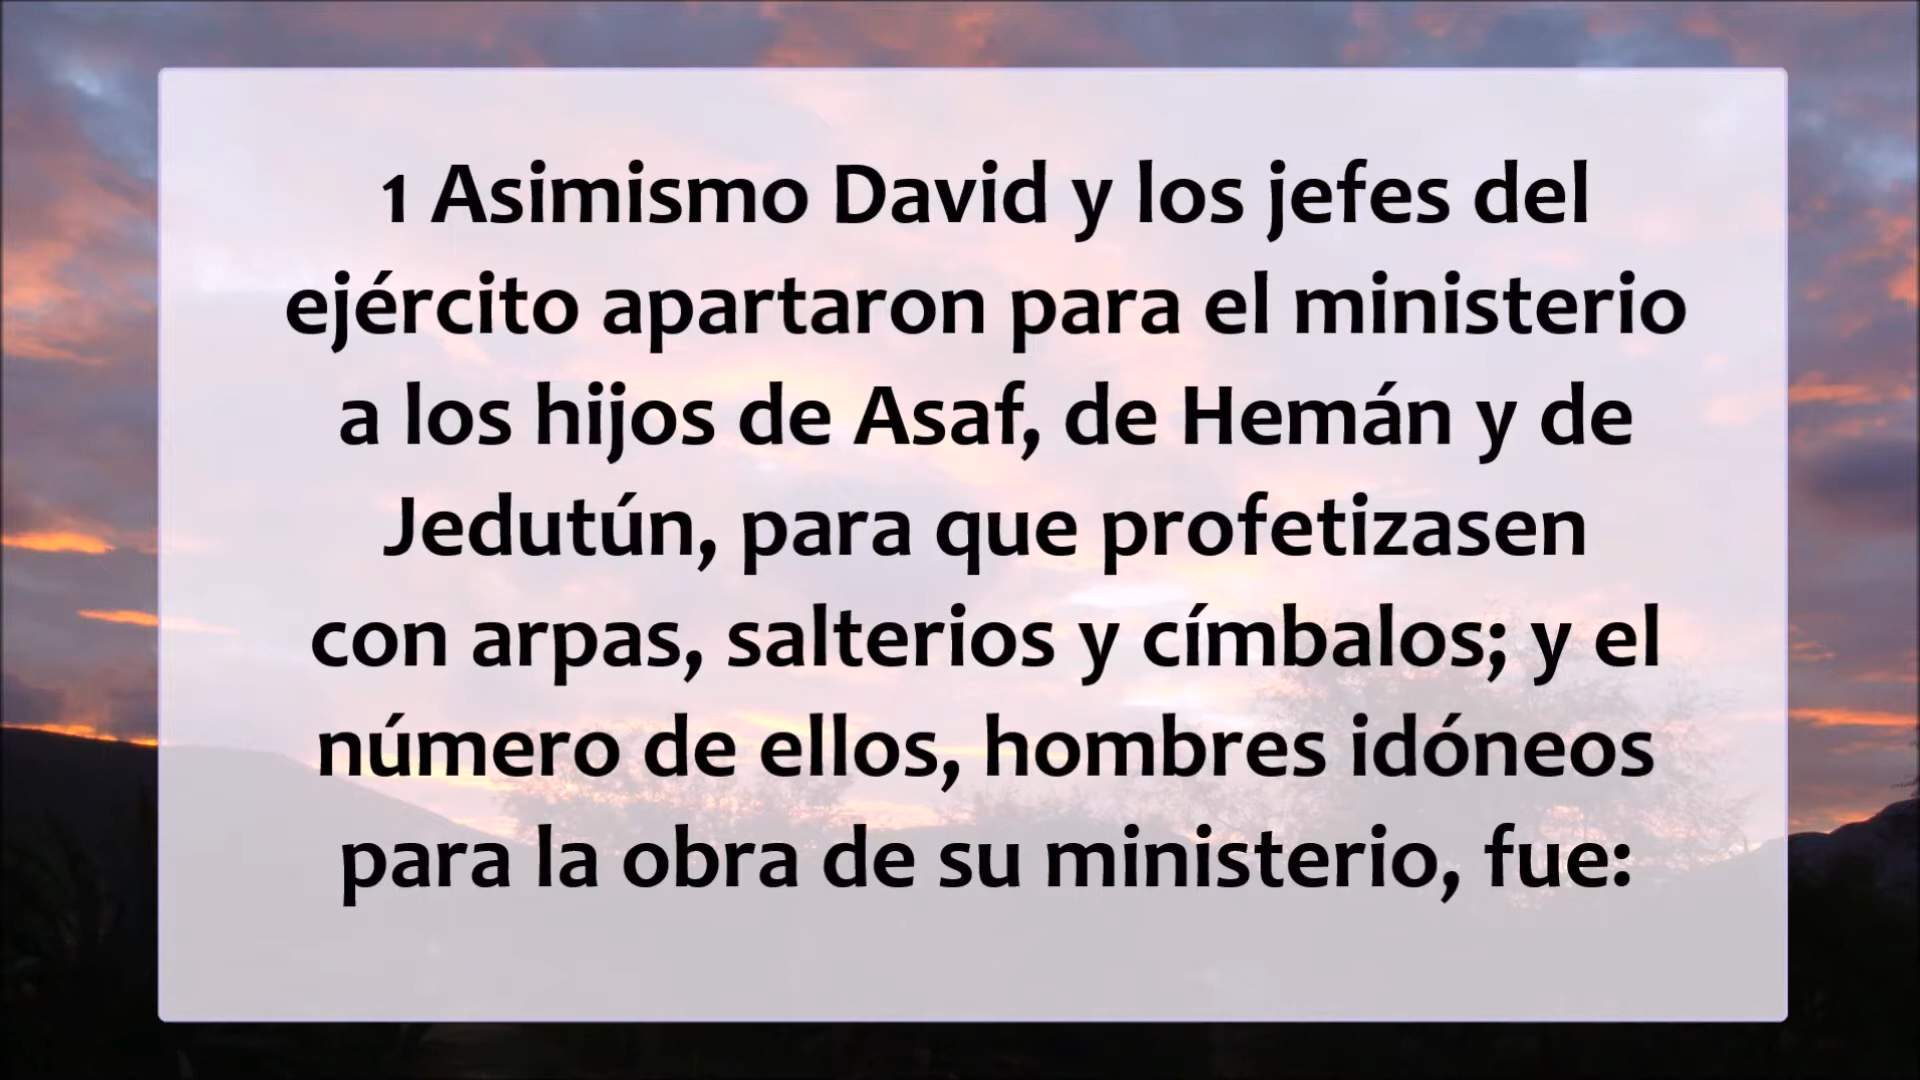 1 Asimismo David y los jefes del
ejército apartaron para el ministerio
a los hijos de Asaf, de Hemán y de
Jedutún, para que profetizasen
con arpas, salterios y címbalos; y el
número de ellos, hombres idóneos
para la obra de su ministerio, fue: